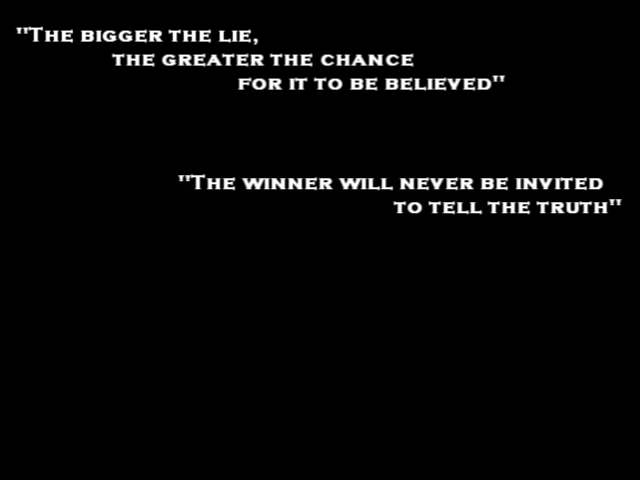 "The bigger the lie,
the greater the chance
for it to be believed"
"The winner will never be invited
to tell the truth"